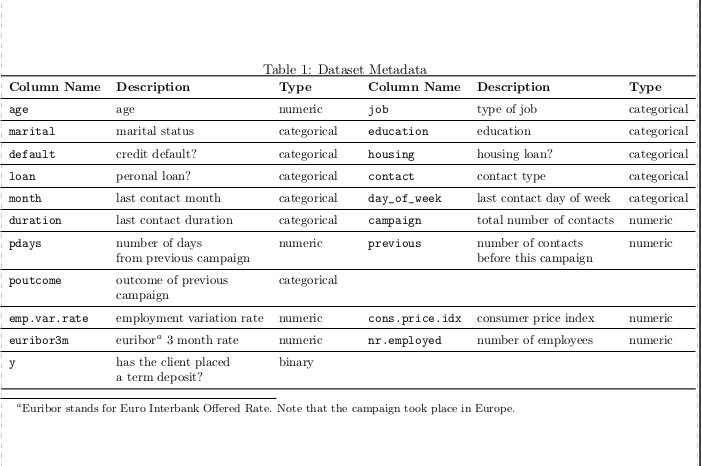 Table 1: Dataset Metadata
Column Name Description Type Column Name Description Type
age age numeric job type of job categorical
marital marital status categorical education education categorical
default credit default? categorical housing housing loan? categorical
loan peronal loan? categorical contact contact type categorical
month last contact month categorical day_of_week last contact day of week categorical
duration last contact duration categorical campaign total number of contacts numeric
pdays number of days numeric previous number of contacts numeric
from previous campaign before this campaign
poutcome outcome of previous categorical
campaign
emp.var.rate employment variation rate numeric cons.price.idx consumer price index numeric
euribor3m euribor^a 3 month rate numeric nr.employed number of employees numeric
y has the client placed binary
a term deposit?
^aEuribor stands for Euro Interbank Offered Rate. Note that the campaign took place in Europe.